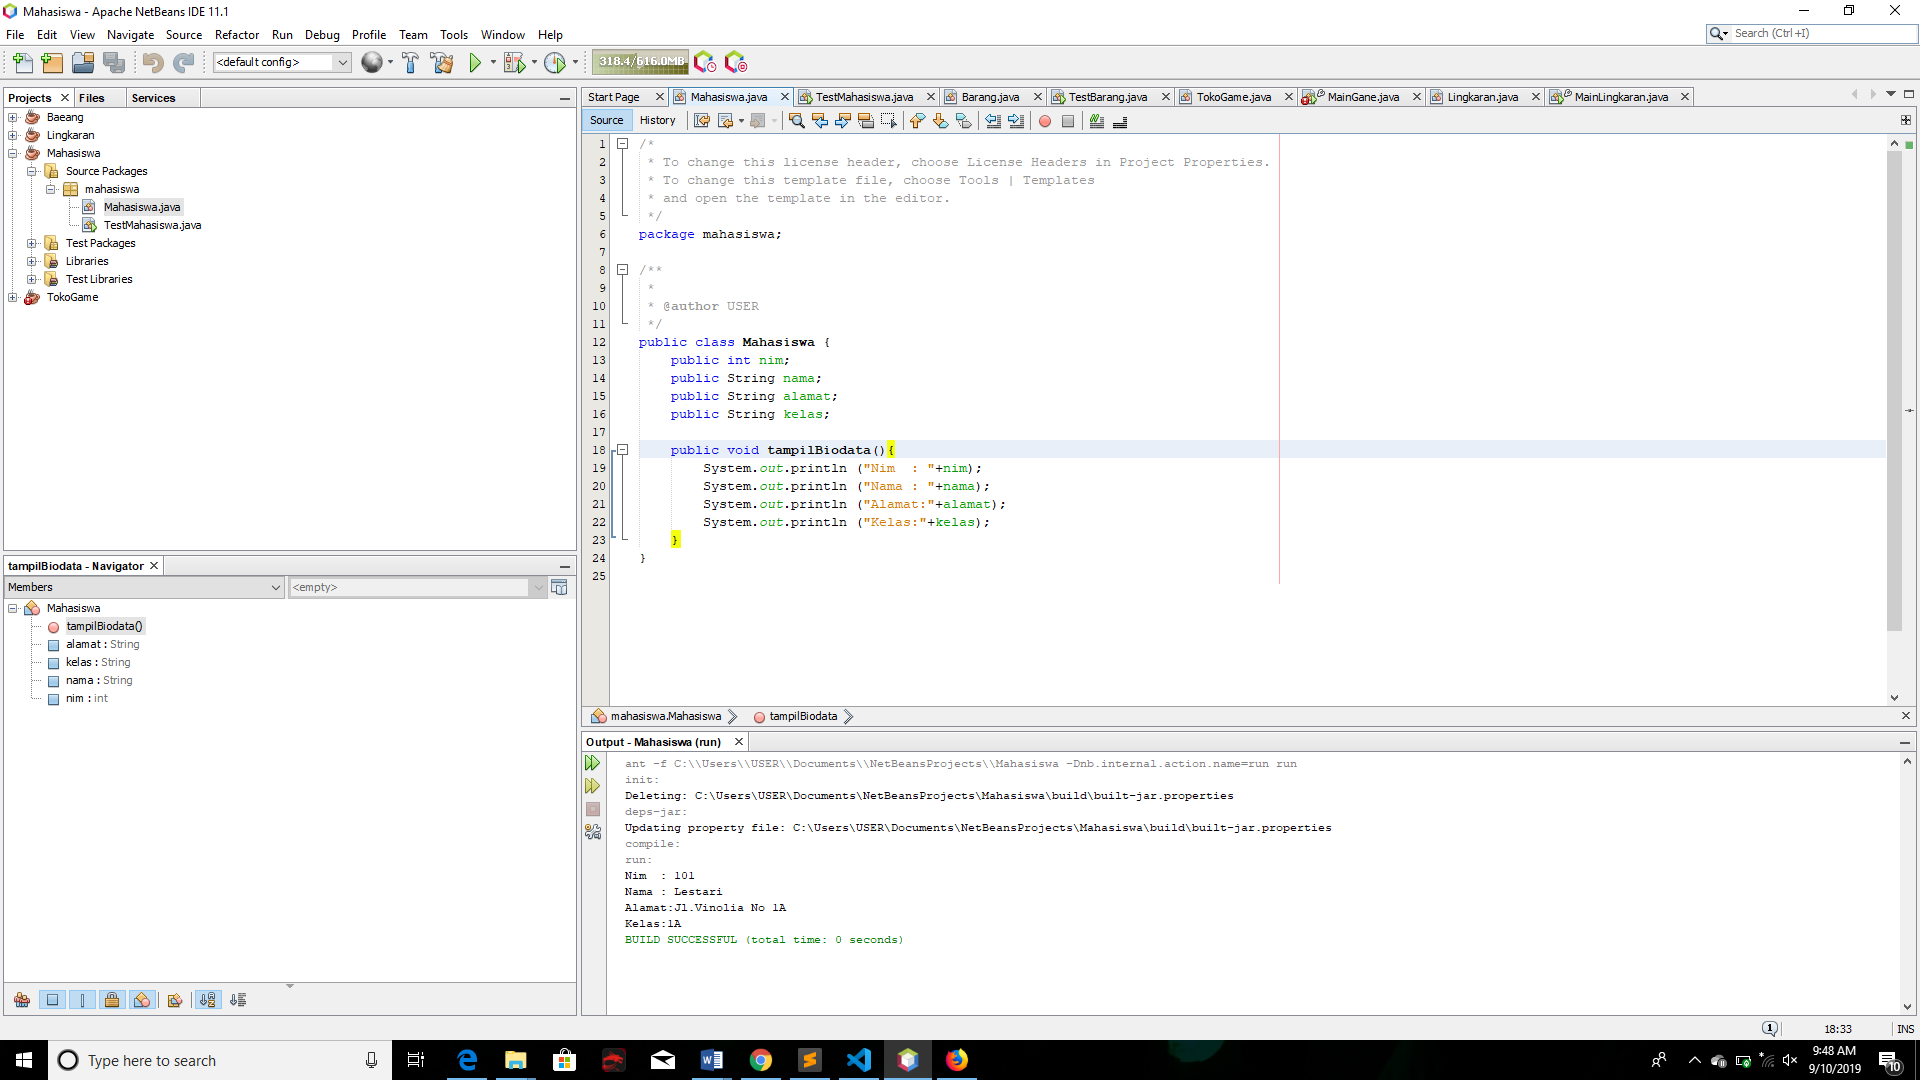 Mahasiswa - Apache NetBeans IDE 11.1
File Edit View Navigate Source Refactor Run Debug Profile Team Tools Window Help
Search (Ctrl+I)
<default config>
318.4/616.0MB
Projects Files Services
Baeang
Lingkaran
Mahasiswa
Source Packages
mahasiswa
Mahasiswa.java
TestMahasiswa.java
Test Packages
Libraries
Test Libraries
TokoGame
tampilBiodata - Navigator
Members <empty>
Mahasiswa
tampilBiodata()
alamat : String
kelas : String
nama : String
nim : int
Start Page Mahasiswa.java TestMahasiswa.java Barang.java TestBarang.java TokoGame.java MainGane.java Lingkaran.java MainLingkaran.java
Source History
1 /*
2 * To change this license header, choose License Headers in Project Properties.
3 * To change this template file, choose Tools | Templates
4 * and open the template in the editor.
5 */
6 package mahasiswa;
7
8 /**
9 *
10 * @author USER
11 */
12 public class Mahasiswa {
13 public int nim;
14 public String nama;
15 public String alamat;
16 public String kelas;
17
18 public void tampilBiodata(){
19 System.out.println ("Nim  : "+nim);
20 System.out.println ("Nama : "+nama);
21 System.out.println ("Alamat:"+alamat);
22 System.out.println ("Kelas:"+kelas);
23 }
24 }
25
mahasiswa.Mahasiswa tampilBiodata
Output - Mahasiswa (run)
ant -f C:\\Users\\USER\\Documents\\NetBeansProjects\\Mahasiswa -Dnb.internal.action.name=run run
init:
Deleting: C:\Users\USER\Documents\NetBeansProjects\Mahasiswa\build\built-jar.properties
deps-jar:
Updating property file: C:\Users\USER\Documents\NetBeansProjects\Mahasiswa\build\built-jar.properties
compile:
run:
Nim  : 101
Nama : Lestari
Alamat:Jl.Vinolia No 1A
Kelas:1A
BUILD SUCCESSFUL (total time: 0 seconds)
1 18:33 INS
Type here to search
9:48 AM
9/10/2019
10